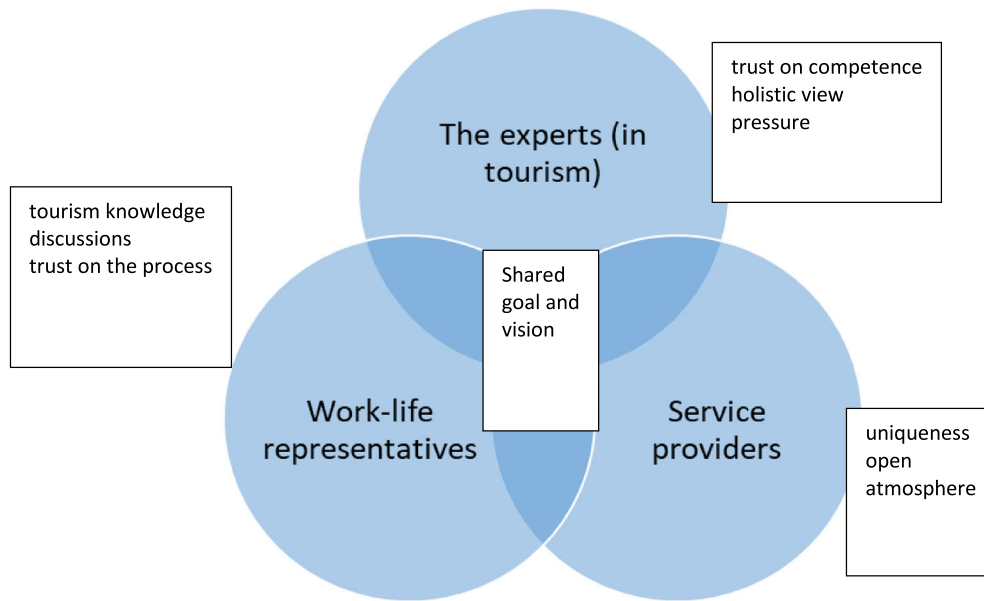 The experts (in
tourism)
trust on competence
holistic view
pressure
tourism knowledge
discussions
trust on the process
Shared
goal and
vision
Work-life
representatives
Service
providers
uniqueness
open
atmosphere